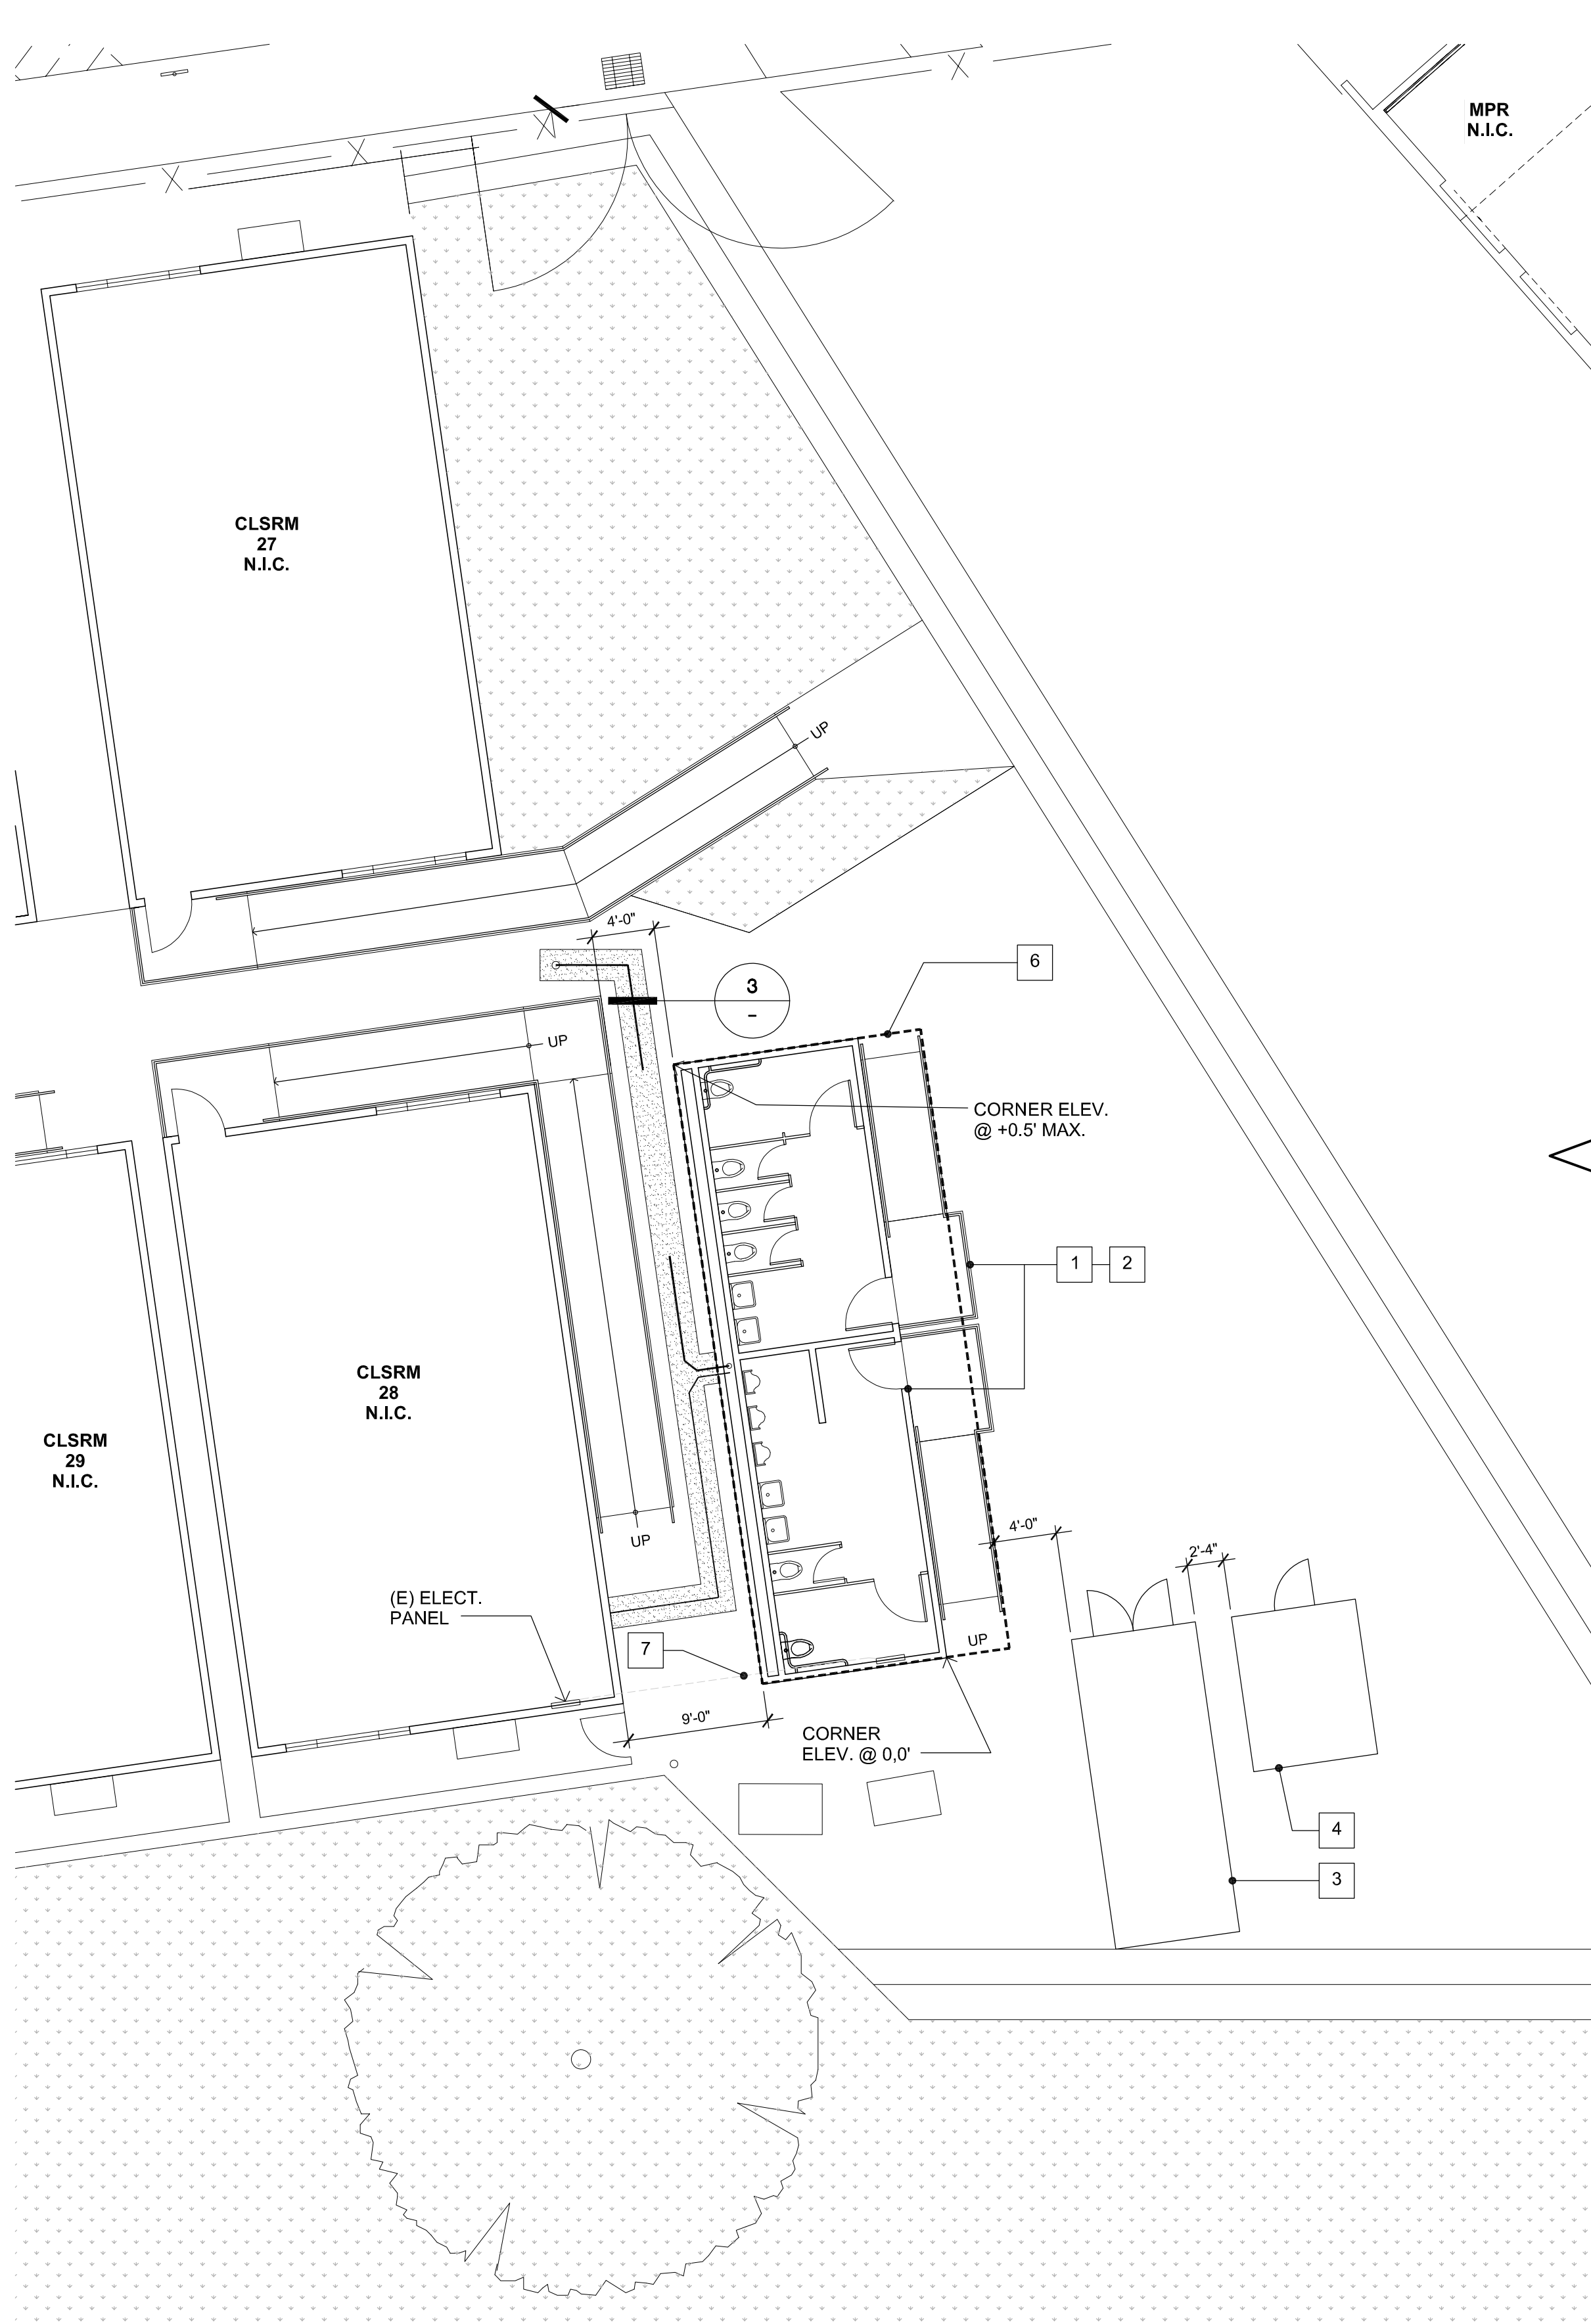 MPR
N.I.C.
CLSRM
27
N.I.C.
UP
4'-0"
6
3
-
UP
CORNER ELEV.
@ +0.5' MAX.
1
2
CLSRM
28
N.I.C.
CLSRM
29
N.I.C.
4'-0"
2'-4"
UP
(E) ELECT.
PANEL
7
UP
9'-0"
CORNER
ELEV. @ 0,0'
4
3